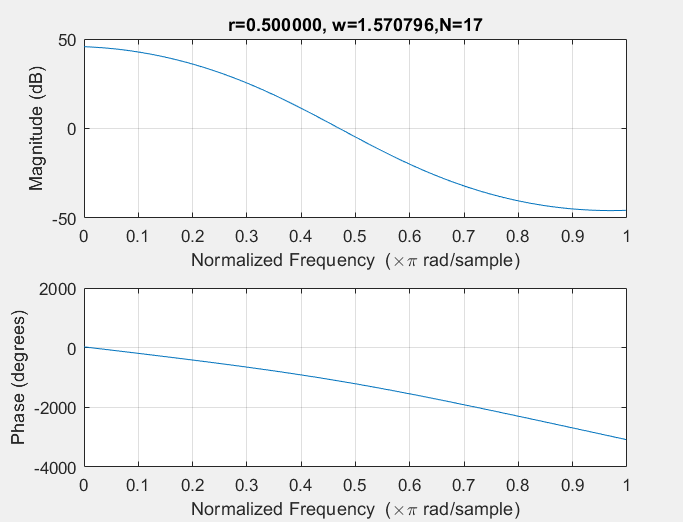 r=0.500000, w=1.570796,N=17
50
0
-50
Magnitude (dB)
0 0.1 0.2 0.3 0.4 0.5 0.6 0.7 0.8 0.9 1
Normalized Frequency (×π rad/sample)
2000
0
-2000
-4000
Phase (degrees)
0 0.1 0.2 0.3 0.4 0.5 0.6 0.7 0.8 0.9 1
Normalized Frequency (×π rad/sample)